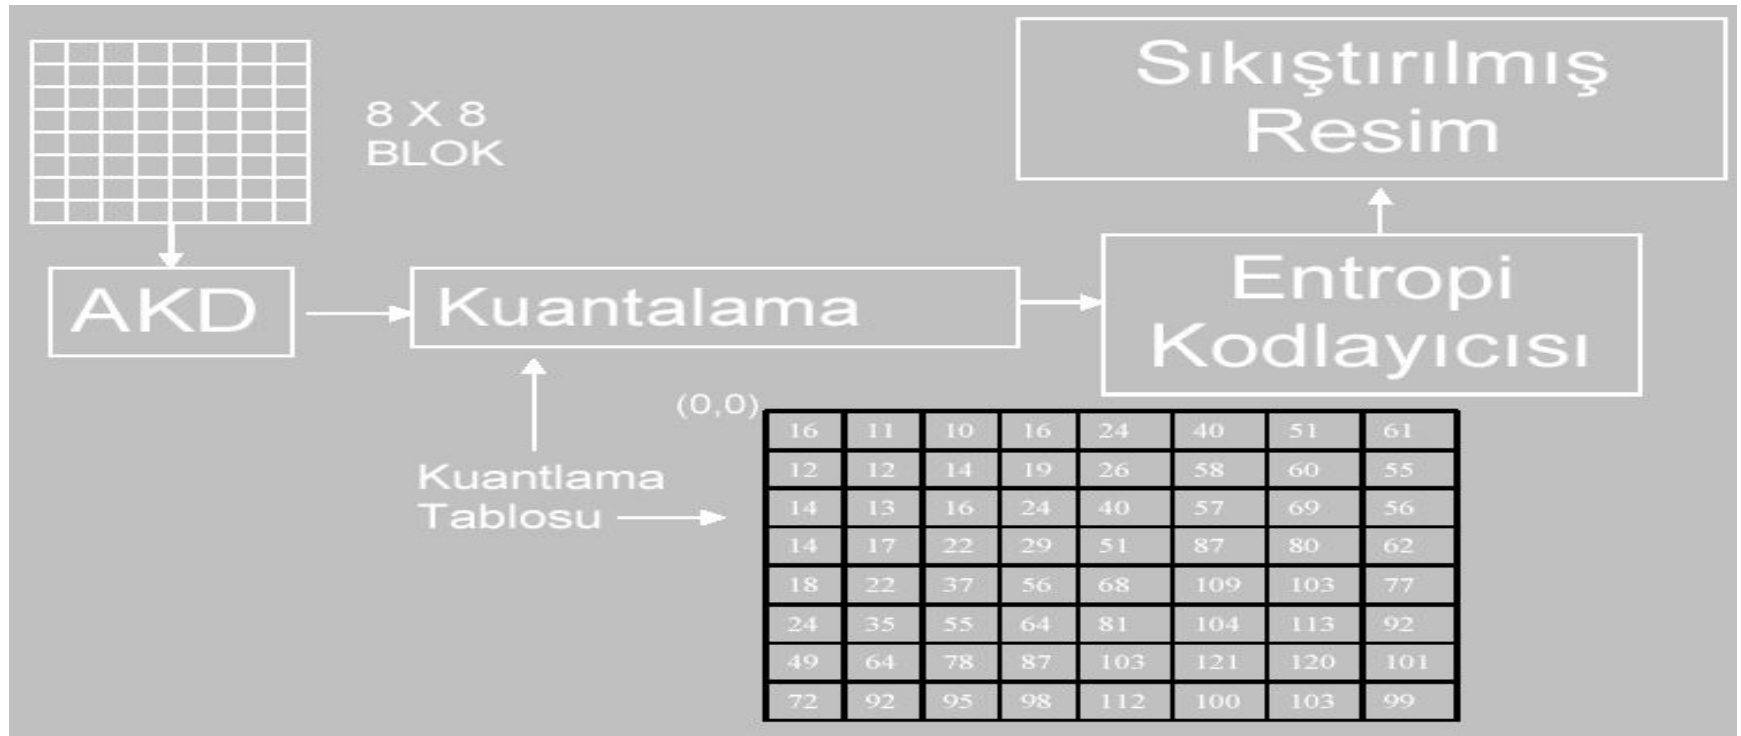 8 X 8
BLOK
Sıkıştırılmış
Resim
AKD
Kuantalama
Entropi
Kodlayıcısı
(0,0)
Kuantlama
Tablosu
16 11 10 16 24 40 51 61
12 12 14 19 26 58 60 55
14 13 16 24 40 57 69 56
14 17 22 29 51 87 80 62
18 22 37 56 68 109 103 77
24 35 55 64 81 104 113 92
49 64 78 87 103 121 120 101
72 92 95 98 112 100 103 99